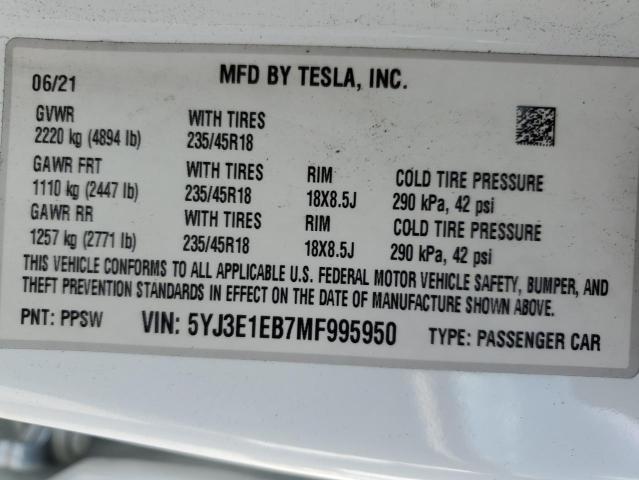 MFD BY TESLA, INC.
06/21
GVWR WITH TIRES
2220 kg (4894 lb) 235/45R18
GAWR FRT WITH TIRES RIM COLD TIRE PRESSURE
1110 kg (2447 lb) 235/45R18 18X8.5J 290 kPa, 42 psi
GAWR RR WITH TIRES RIM COLD TIRE PRESSURE
1257 kg (2771 lb) 235/45R18 18X8.5J 290 kPa, 42 psi
THIS VEHICLE CONFORMS TO ALL APPLICABLE U.S. FEDERAL MOTOR VEHICLE SAFETY, BUMPER, AND
THEFT PREVENTION STANDARDS IN EFFECT ON THE DATE OF MANUFACTURE SHOWN ABOVE.
PNT: PPSW VIN: 5YJ3E1EB7MF995950 TYPE: PASSENGER CAR